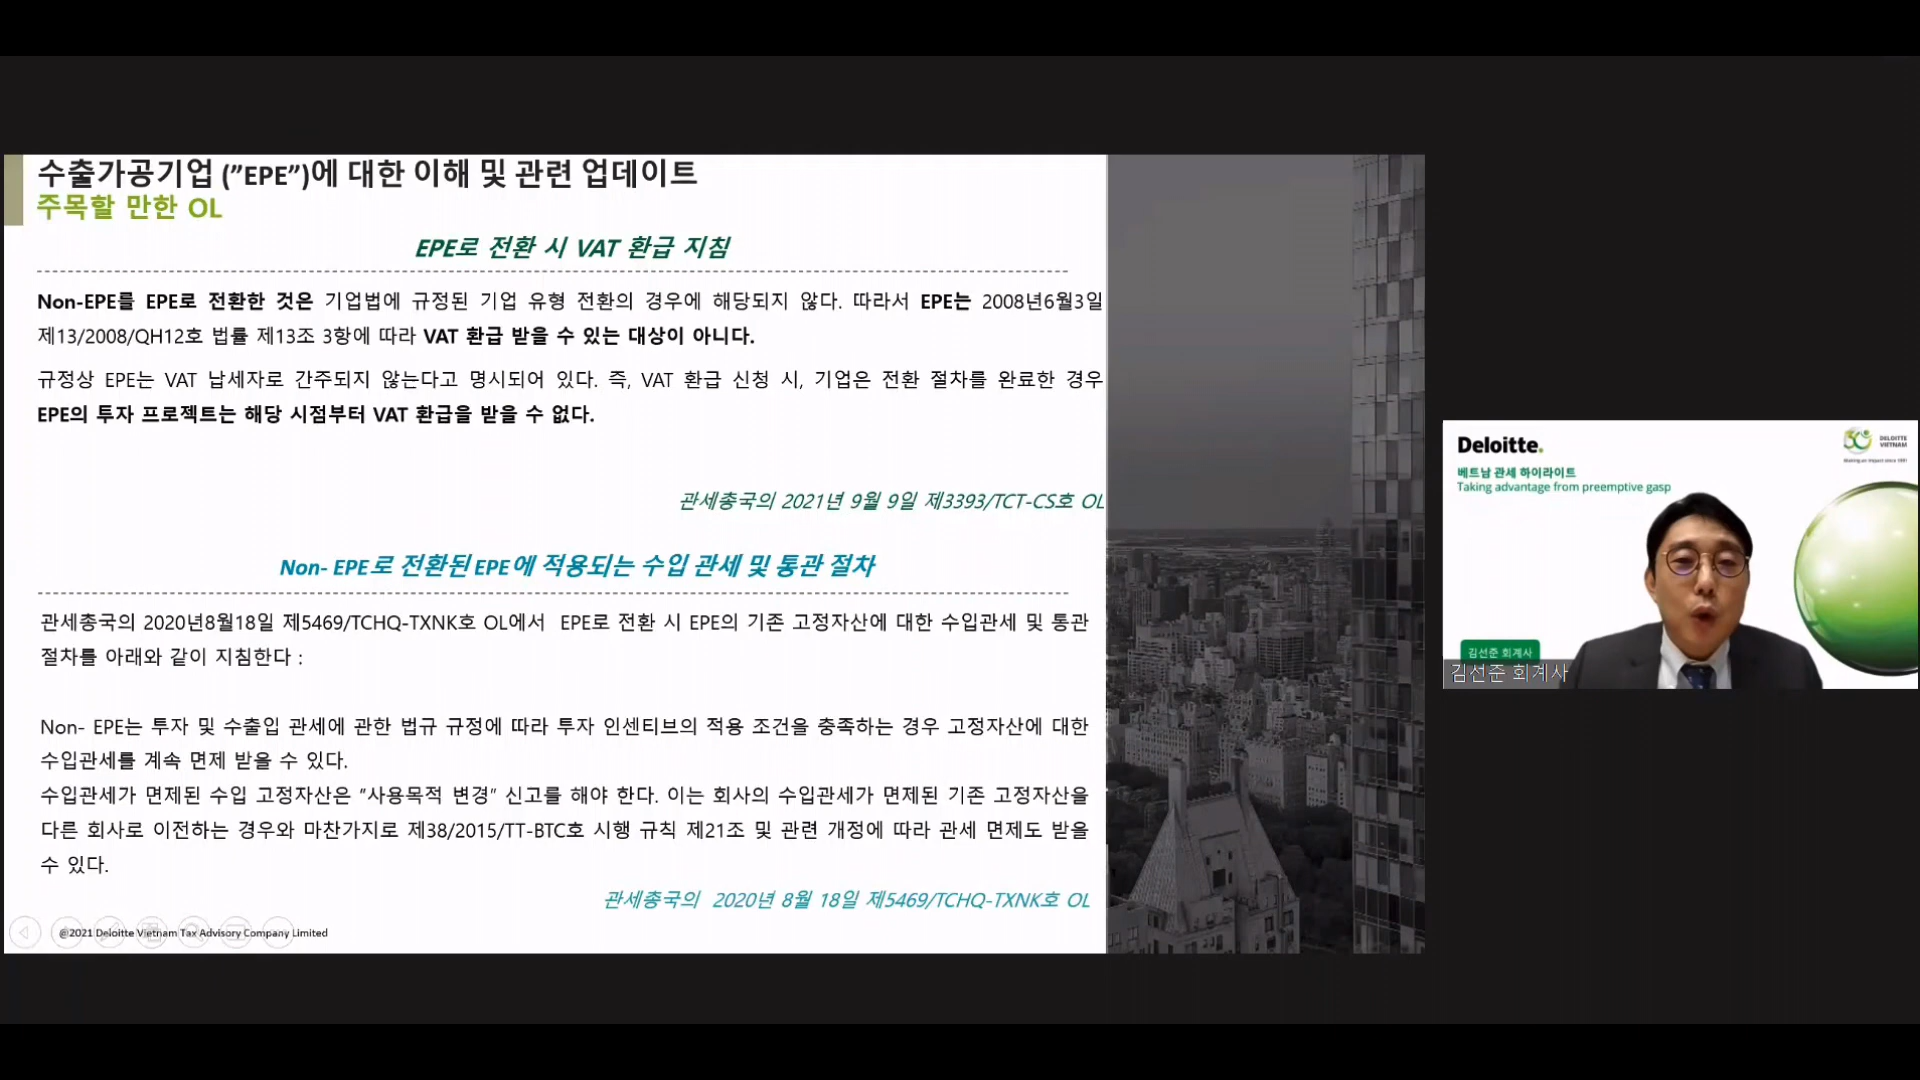 수출가공기업 (”EPE”)에 대한 이해 및 관련 업데이트
주목할 만한 OL
EPE로 전환 시 VAT 환급 지침
Non-EPE를 EPE로 전환한 것은 기업법에 규정된 기업 유형 전환의 경우에 해당되지 않다. 따라서 EPE는 2008년6월3일
제13/2008/QH12호 법률 제13조 3항에 따라 VAT 환급 받을 수 있는 대상이 아니다.
규정상 EPE는 VAT 납세자로 간주되지 않는다고 명시되어 있다. 즉, VAT 환급 신청 시, 기업은 전환 절차를 완료한 경우
EPE의 투자 프로젝트는 해당 시점부터 VAT 환급을 받을 수 없다.
관세총국의 2021년 9월 9일 제3393/TCT-CS호 OL
Non- EPE로 전환된 EPE에 적용되는 수입 관세 및 통관 절차
관세총국의 2020년8월18일 제5469/TCHQ-TXNK호 OL에서 EPE로 전환 시 EPE의 기존 고정자산에 대한 수입관세 및 통관
절차를 아래와 같이 지침한다 :
Non- EPE는 투자 및 수출입 관세에 관한 법규 규정에 따라 투자 인센티브의 적용 조건을 충족하는 경우 고정자산에 대한
수입관세를 계속 면제 받을 수 있다.
수입관세가 면제된 수입 고정자산은 “사용목적 변경” 신고를 해야 한다. 이는 회사의 수입관세가 면제된 기존 고정자산을
다른 회사로 이전하는 경우와 마찬가지로 제38/2015/TT-BTC호 시행 규칙 제21조 및 관련 개정에 따라 관세 면제도 받을
수 있다.
관세총국의 2020년 8월 18일 제5469/TCHQ-TXNK호 OL
@2021 Deloitte Vietnam Tax Advisory Company Limited
Deloitte.
DELOITTE
VIETNAM
베트남 관세 하이라이트
Taking advantage from preemptive gasp
김선준 회계사
김선준 회계사